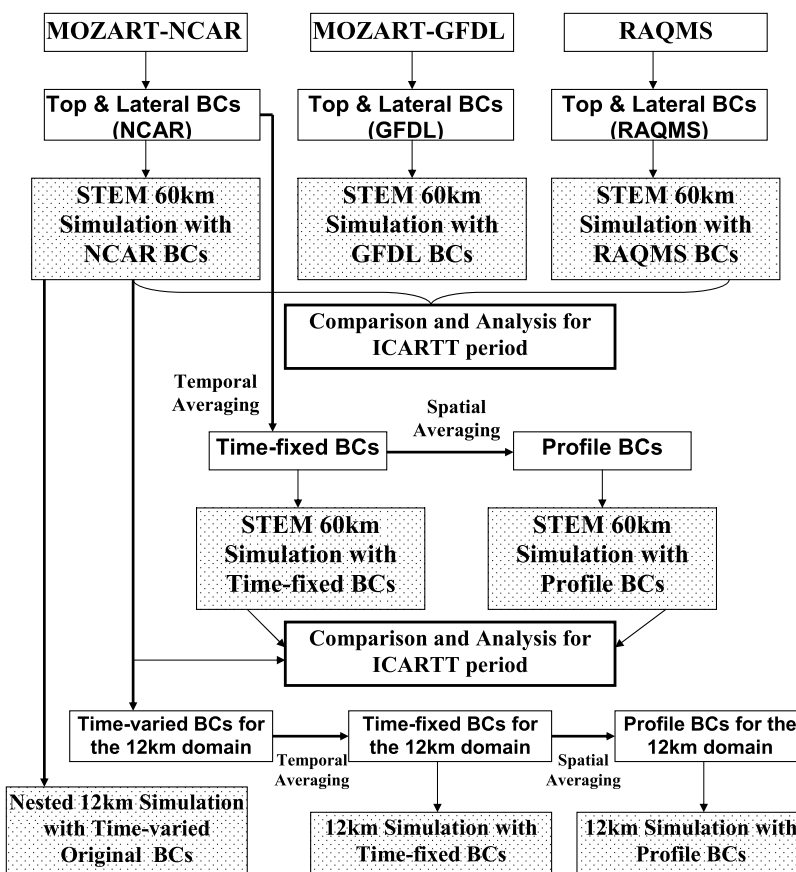 MOZART-NCAR
MOZART-GFDL
RAQMS
Top & Lateral BCs
(NCAR)
Top & Lateral BCs
(GFDL)
Top & Lateral BCs
(RAQMS)
STEM 60km
Simulation with
NCAR BCs
STEM 60km
Simulation with
GFDL BCs
STEM 60km
Simulation with
RAQMS BCs
Comparison and Analysis for
ICARTT period
Temporal
Averaging
Spatial
Averaging
Time-fixed BCs
Profile BCs
STEM 60km
Simulation with
Time-fixed BCs
STEM 60km
Simulation with
Profile BCs
Comparison and Analysis for
ICARTT period
Time-varied BCs for
the 12km domain
Temporal
Averaging
Time-fixed BCs for
the 12km domain
Spatial
Averaging
Profile BCs for the
12km domain
Nested 12km Simulation
with Time-varied
Original BCs
12km Simulation with
Time-fixed BCs
12km Simulation with
Profile BCs